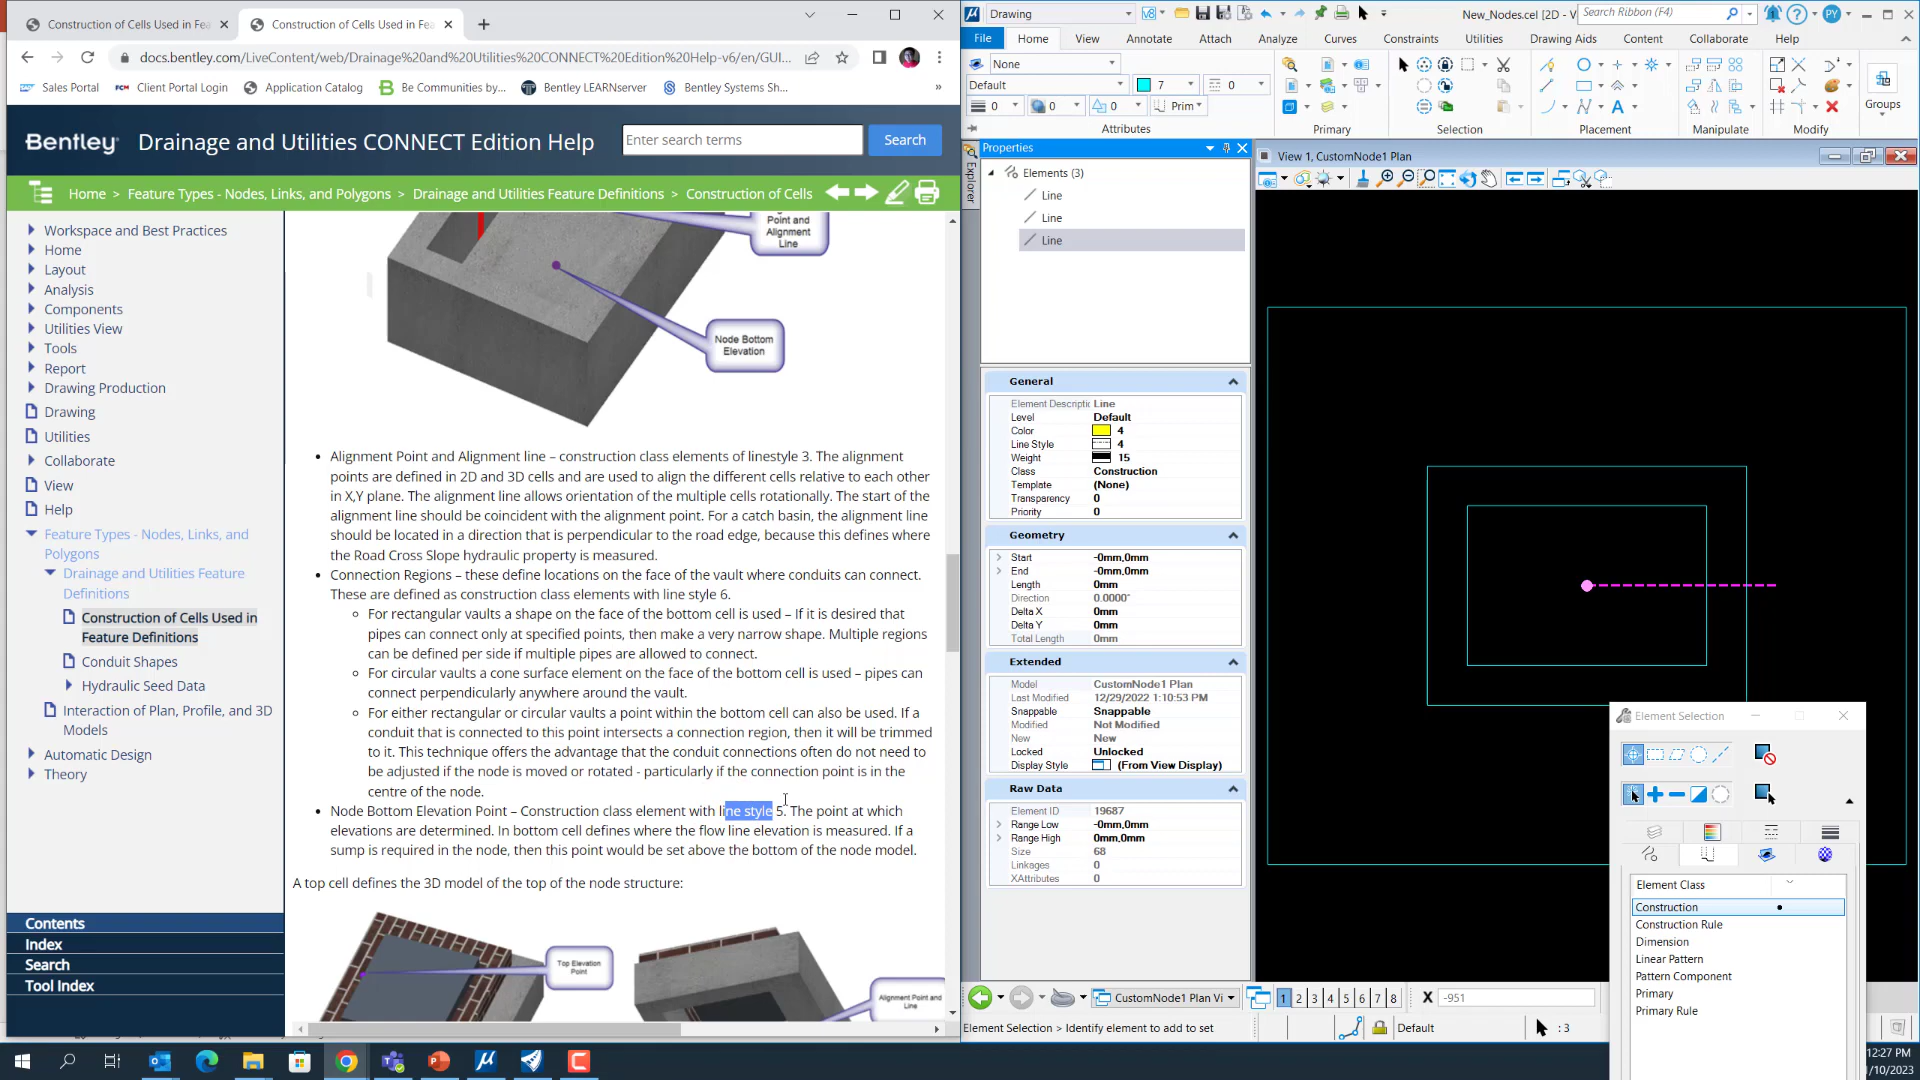 Construction of Cells Used in Fea
Construction of Cells Used in Fea
docs.bentley.com/LiveContent/web/Drainage%20and%20Utilities%20CONNECT%20Edition%20Help-v6/en/GUI...
Sales Portal
Client Portal Login
Application Catalog
Be Communities by...
Bentley LEARNserver
Bentley Systems Sh...
»
Bentley
Drainage and Utilities CONNECT Edition Help
Enter search terms
Search
Home > Feature Types - Nodes, Links, and Polygons > Drainage and Utilities Feature Definitions > Construction of Cells
Workspace and Best Practices
Home
Layout
Analysis
Components
Utilities View
Tools
Report
Drawing Production
Drawing
Utilities
Collaborate
View
Help
Feature Types - Nodes, Links, and
Polygons
Drainage and Utilities Feature
Definitions
Construction of Cells Used in
Feature Definitions
Conduit Shapes
Hydraulic Seed Data
Interaction of Plan, Profile, and 3D
Models
Automatic Design
Theory
Contents
Index
Search
Tool Index
Point and
Alignment
Line
Node Bottom
Elevation
• Alignment Point and Alignment line – construction class elements of linestyle 3. The alignment
points are defined in 2D and 3D cells and are used to align the different cells relative to each other
in X,Y plane. The alignment line allows orientation of the multiple cells rotationally. The start of the
alignment line should be coincident with the alignment point. For a catch basin, the alignment line
should be located in a direction that is perpendicular to the road edge, because this defines where
the Road Cross Slope hydraulic property is measured.
• Connection Regions – these define locations on the face of the vault where conduits can connect.
These are defined as construction class elements with line style 6.
For rectangular vaults a shape on the face of the bottom cell is used – If it is desired that
pipes can connect only at specified points, then make a very narrow shape. Multiple regions
can be defined per side if multiple pipes are allowed to connect.
For circular vaults a cone surface element on the face of the bottom cell is used – pipes can
connect perpendicularly anywhere around the vault.
For either rectangular or circular vaults a point within the bottom cell can also be used. If a
conduit that is connected to this point intersects a connection region, then it will be trimmed
to it. This technique offers the advantage that the conduit connections often do not need to
be adjusted if the node is moved or rotated - particularly if the connection point is in the
centre of the node.
• Node Bottom Elevation Point – Construction class element with line style 5. The point at which
elevations are determined. In bottom cell defines where the flow line elevation is measured. If a
sump is required in the node, then this point would be set above the bottom of the node model.
A top cell defines the 3D model of the top of the node structure:
Top Elevation
Point
Alignment Point and
Line
Drawing
New_Nodes.cel [2D - V
Search Ribbon (F4)
PY
File
Home
View
Annotate
Attach
Analyze
Curves
Constraints
Utilities
Drawing Aids
Content
Collaborate
Help
None
Default
7
0
0
0
0
Prim
Attributes
Primary
Selection
Placement
Manipulate
Modify
Groups
Explorer
Properties
Elements (3)
Line
Line
Line
General
Element Descriptic Line
Level Default
Color 4
Line Style 4
Weight 15
Class Construction
Template (None)
Transparency 0
Priority 0
Geometry
Start -0mm,0mm
End -0mm,0mm
Length 0mm
Direction 0.0000°
Delta X 0mm
Delta Y 0mm
Total Length 0mm
Extended
Model CustomNode1 Plan
Last Modified 12/29/2022 1:10:53 PM
Snappable Snappable
Modified Not Modified
New New
Locked Unlocked
Display Style (From View Display)
Raw Data
Element ID 19687
Range Low -0mm,0mm
Range High 0mm,0mm
Size 68
Linkages 0
XAttributes 0
View 1, CustomNode1 Plan
Element Selection
Element Class
Construction
Construction Rule
Dimension
Linear Pattern
Pattern Component
Primary
Primary Rule
CustomNode1 Plan Vi
1 2 3 4 5 6 7 8
X -951
Element Selection > Identify element to add to set
Default
: 3
12:27 PM
/10/2023